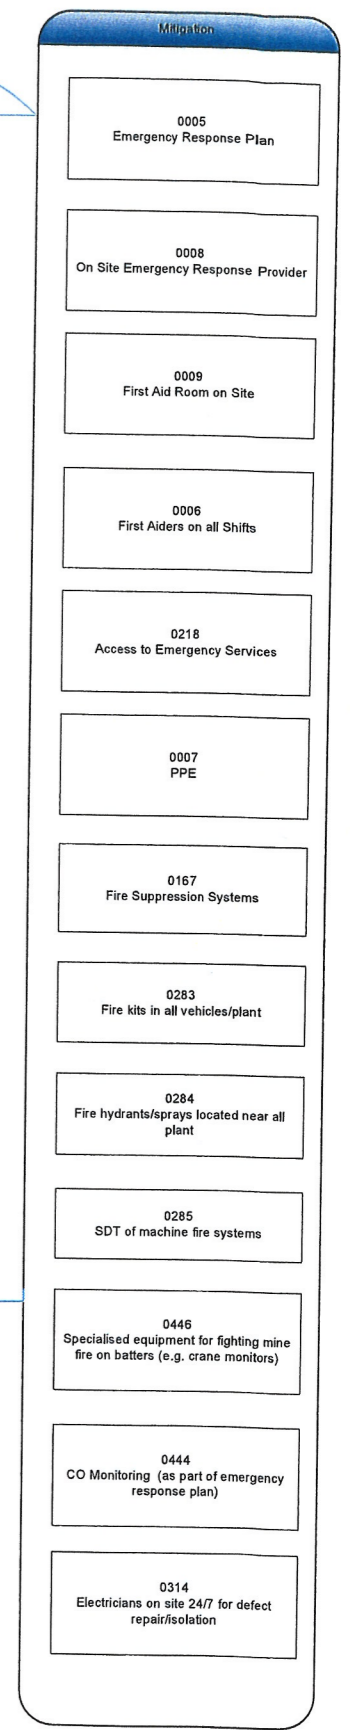 Mitigation
0005
Emergency Response Plan
0008
On Site Emergency Response Provider
0009
First Aid Room on Site
0006
First Aiders on all Shifts
0218
Access to Emergency Services
0007
PPE
0167
Fire Suppression Systems
0283
Fire kits in all vehicles/plant
0284
Fire hydrants/sprays located near all
plant
0285
SDT of machine fire systems
0446
Specialised equipment for fighting mine
fire on batters (e.g. crane monitors)
0444
CO Monitoring (as part of emergency
response plan)
0314
Electricians on site 24/7 for defect
repair/isolation